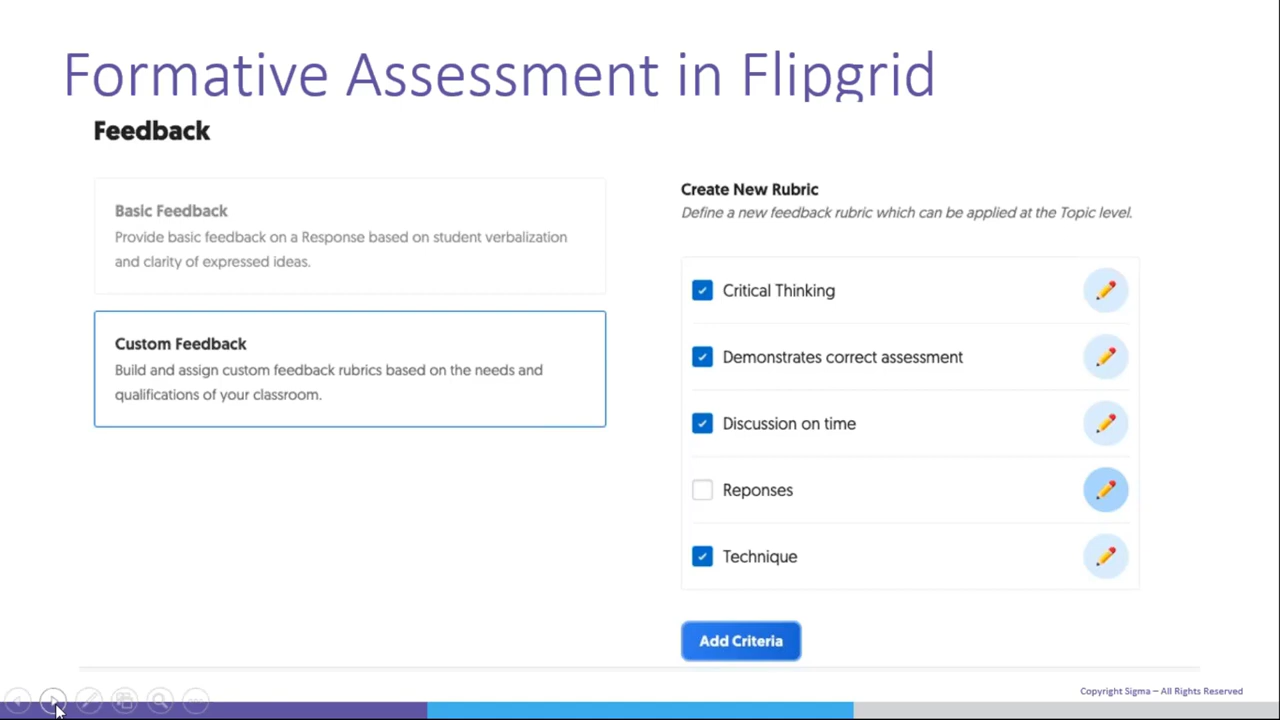 Formative Assessment in Flipgrid
Feedback
Basic Feedback
Provide basic feedback on a Response based on student verbalization
and clarity of expressed ideas.
Custom Feedback
Build and assign custom feedback rubrics based on the needs and
qualifications of your classroom.
Create New Rubric
Define a new feedback rubric which can be applied at the Topic level.
Critical Thinking
Demonstrates correct assessment
Discussion on time
Reponses
Technique
Add Criteria
Copyright Sigma – All Rights Reserved